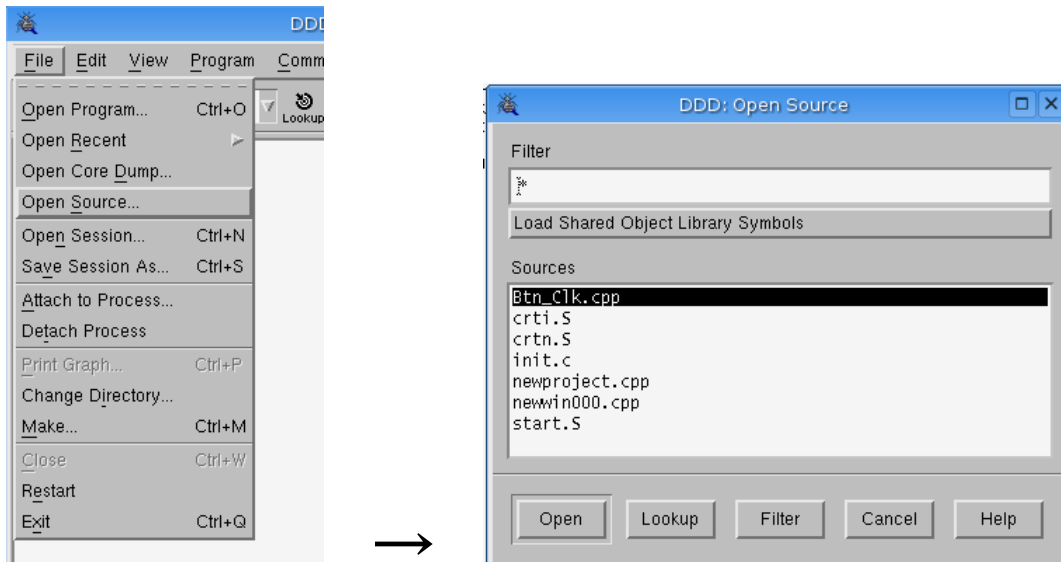 DDD
File Edit View Program Comm
Open Program... Ctrl+O
Lookup
Open Recent
Open Core Dump...
Open Source...
Open Session... Ctrl+N
Save Session As... Ctrl+S
Attach to Process...
Detach Process
Print Graph... Ctrl+P
Change Directory...
Make... Ctrl+M
Close Ctrl+W
Restart
Exit Ctrl+Q
→
DDD: Open Source
Filter
*
Load Shared Object Library Symbols
Sources
Btn_Clk.cpp
crti.S
crtn.S
init.c
newproject.cpp
newwin000.cpp
start.S
Open Lookup Filter Cancel Help